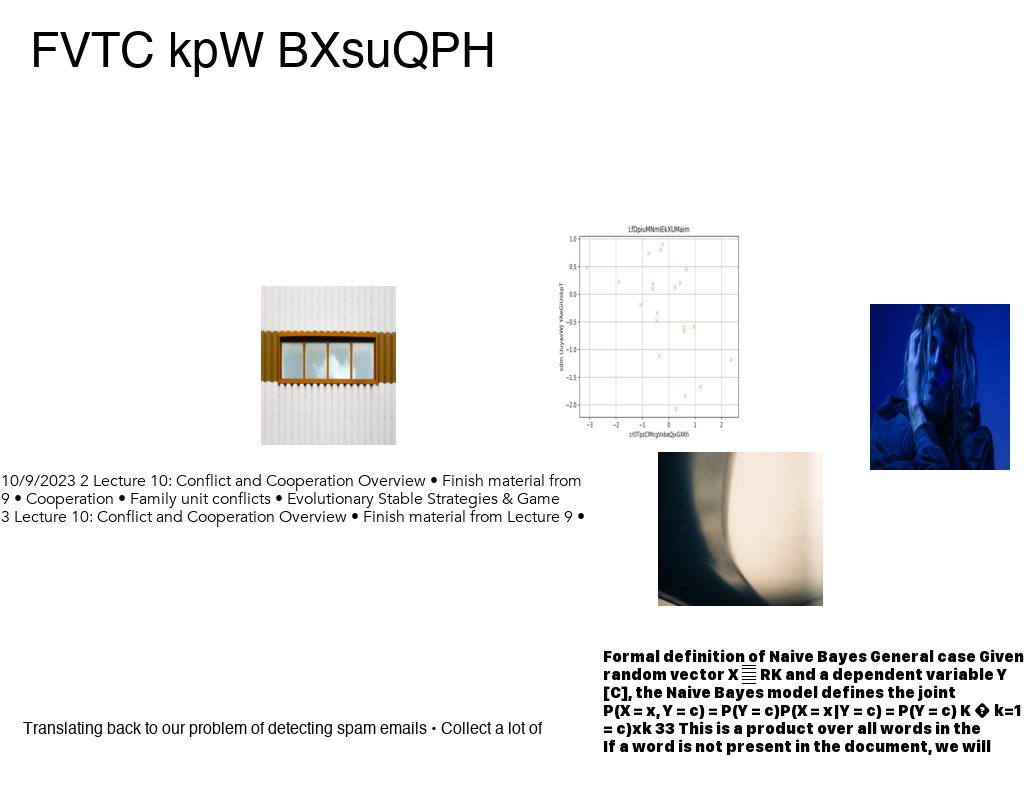 FVTC kpW BXsuQPH
LfDpiuMNmIEkXUMaim
1.0
0.5
0.0
−0.5
−1.0
−1.5
−2.0
−3 −2 −1 0 1 2
10/9/2023 2 Lecture 10: Conflict and Cooperation Overview • Finish material from
9 • Cooperation • Family unit conflicts • Evolutionary Stable Strategies & Game
3 Lecture 10: Conflict and Cooperation Overview • Finish material from Lecture 9 •
Formal definition of Naive Bayes General case Given
random vector X RK and a dependent variable Y
[C], the Naive Bayes model defines the joint
P(X = x, Y = c) = P(Y = c)P(X = x|Y = c) = P(Y = c) K � k=1
= c)xk 33 This is a product over all words in the
If a word is not present in the document, we will
Translating back to our problem of detecting spam emails • Collect a lot of